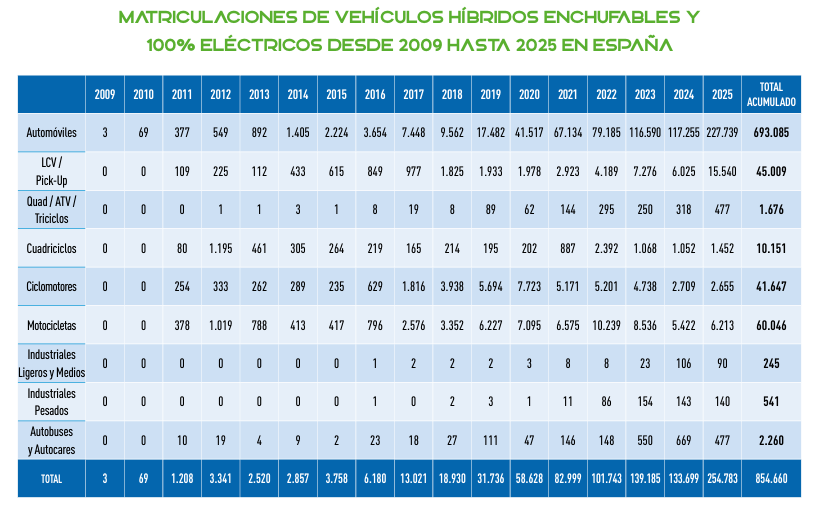 MATRICULACIONES DE VEHÍCULOS HÍBRIDOS ENCHUFABLES Y
100% ELÉCTRICOS DESDE 2009 HASTA 2025 EN ESPAÑA
2009 2010 2011 2012 2013 2014 2015 2016 2017 2018 2019 2020 2021 2022 2023 2024 2025 TOTAL
ACUMULADO
Automóviles 3 69 377 549 892 1.405 2.224 3.654 7.448 9.562 17.482 41.517 67.134 79.185 116.590 117.255 227.739 693.085
LCV /
Pick-Up 0 0 109 225 112 433 615 849 977 1.825 1.933 1.978 2.923 4.189 7.276 6.025 15.540 45.009
Quad / ATV /
Triciclos 0 0 0 1 1 3 1 8 19 8 89 62 144 295 250 318 477 1.676
Cuadriciclos 0 0 80 1.195 461 305 264 219 165 214 195 202 887 2.392 1.068 1.052 1.452 10.151
Ciclomotores 0 0 254 333 262 289 235 629 1.816 3.938 5.694 7.723 5.171 5.201 4.738 2.709 2.655 41.647
Motocicletas 0 0 378 1.019 788 413 417 796 2.576 3.352 6.227 7.095 6.575 10.239 8.536 5.422 6.213 60.046
Industriales
Ligeros y Medios 0 0 0 0 0 0 0 1 2 2 2 3 8 8 23 106 90 245
Industriales
Pesados 0 0 0 0 0 0 0 1 0 2 3 1 11 86 154 143 140 541
Autobuses
y Autocares 0 0 10 19 4 9 2 23 18 27 111 47 146 148 550 669 477 2.260
TOTAL 3 69 1.208 3.341 2.520 2.857 3.758 6.180 13.021 18.930 31.736 58.628 82.999 101.743 139.185 133.699 254.783 854.660